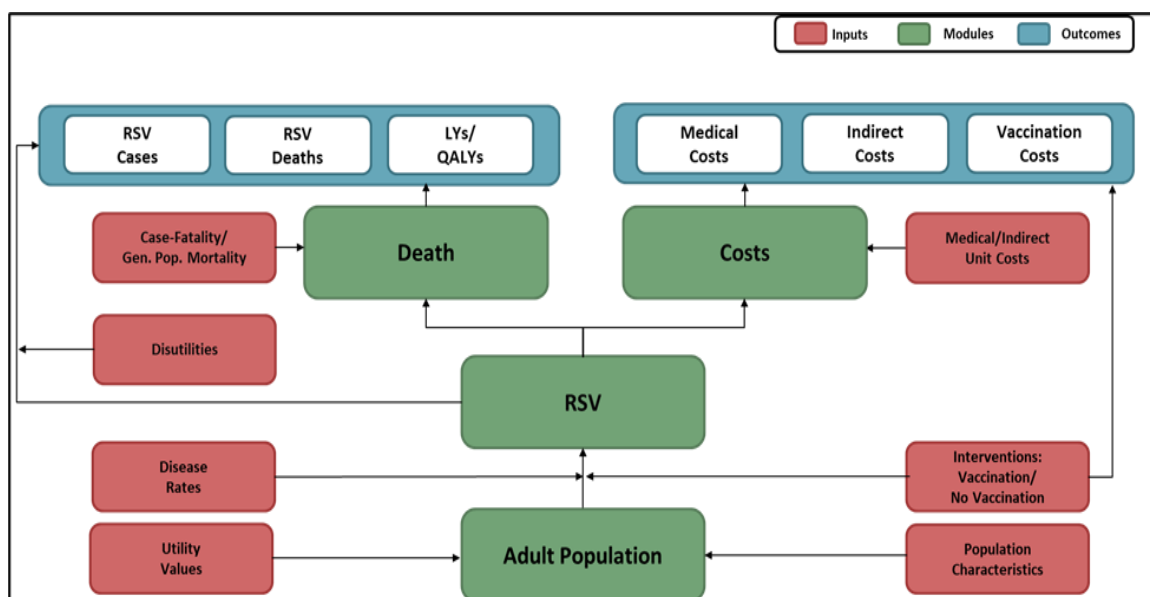 Inputs
Modules
Outcomes
RSV
Cases
RSV
Deaths
LYs/
QALYs
Medical
Costs
Indirect
Costs
Vaccination
Costs
Case-Fatality/
Gen. Pop. Mortality
Death
Costs
Medical/Indirect
Unit Costs
Disutilities
RSV
Disease
Rates
Interventions:
Vaccination/
No Vaccination
Utility
Values
Adult Population
Population
Characteristics